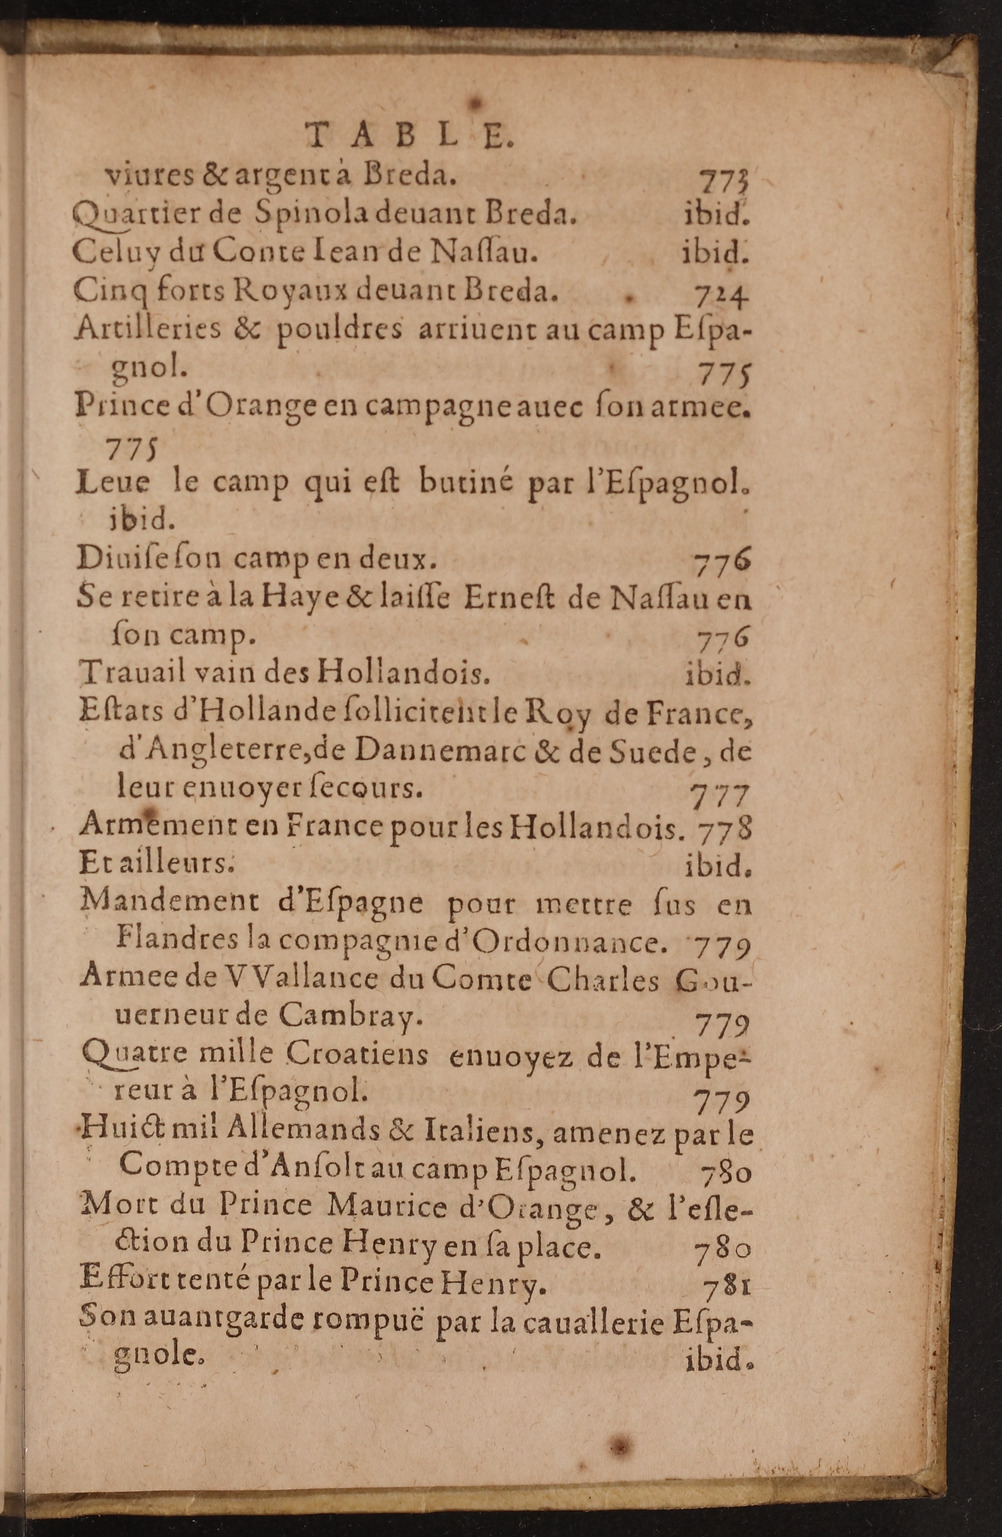 TABLE.
viures & argent à Breda. 773
Quartier de Spinola deuant Breda. ibid.
Celuy du Conte Iean de Naſſau. ibid.
Cinq forts Royaux deuant Breda. 724
Artilleries & pouldres arriuent au camp Eſpa-
gnol. 775
Prince d'Orange en campagne auec ſon armee.
775
Leue le camp qui eſt butiné par l'Eſpagnol.
ibid.
Diuiſe ſon camp en deux. 776
Se retire à la Haye & laiſſe Erneſt de Naſſau en
ſon camp. 776
Trauail vain des Hollandois. ibid.
Eſtats d'Hollande ſollicitent le Roy de France,
d'Angleterre, de Dannemarc & de Suede, de
leur enuoyer ſecours. 777
Armement en France pour les Hollandois. 778
Et ailleurs. ibid.
Mandement d'Eſpagne pour mettre ſus en
Flandres la compagnie d'Ordonnance. 779
Armee de VVallance du Comte Charles Gou-
uerneur de Cambray. 779
Quatre mille Croatiens enuoyez de l'Empe-
reur à l'Eſpagnol. 779
Huict mil Allemands & Italiens, amenez par le
Compte d'Anſolt au camp Eſpagnol. 780
Mort du Prince Maurice d'Orange, & l'eſle-
ction du Prince Henry en ſa place. 780
Effort tenté par le Prince Henry. 781
Son auantgarde rompuë par la cauallerie Eſpa-
gnole. ibid.